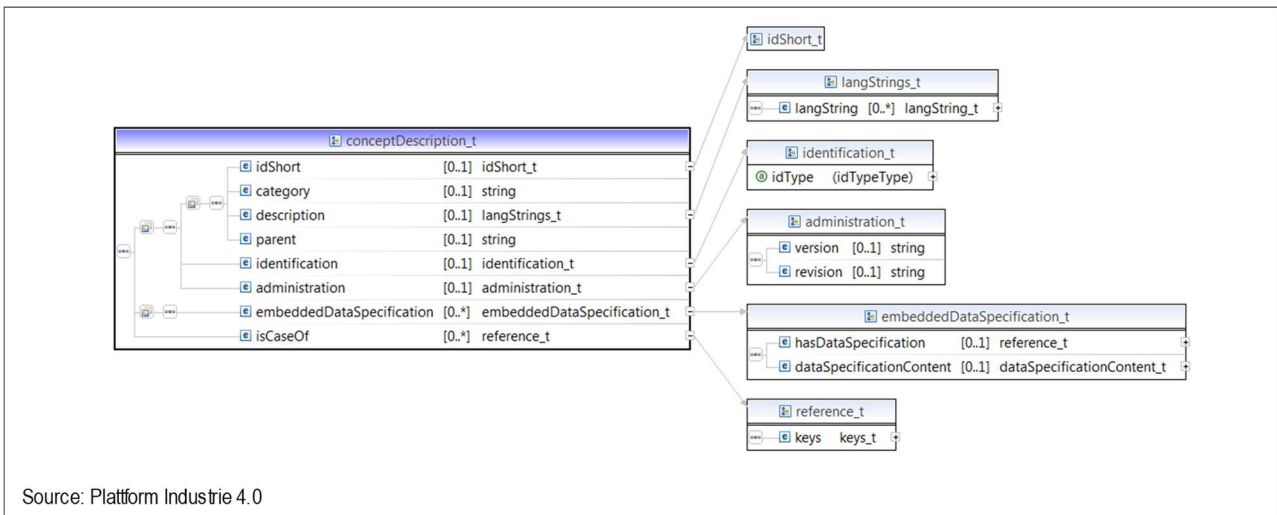 conceptDescription_t
idShort [0..1] idShort_t
category [0..1] string
description [0..1] langStrings_t
parent [0..1] string
identification [0..1] identification_t
administration [0..1] administration_t
embeddedDataSpecification [0..*] embeddedDataSpecification_t
isCaseOf [0..*] reference_t
idShort_t
langStrings_t
langString [0..*] langString_t
identification_t
idType (idTypeType)
administration_t
version [0..1] string
revision [0..1] string
embeddedDataSpecification_t
hasDataSpecification [0..1] reference_t
dataSpecificationContent [0..1] dataSpecificationContent_t
reference_t
keys keys_t
Source: Plattform Industrie 4.0